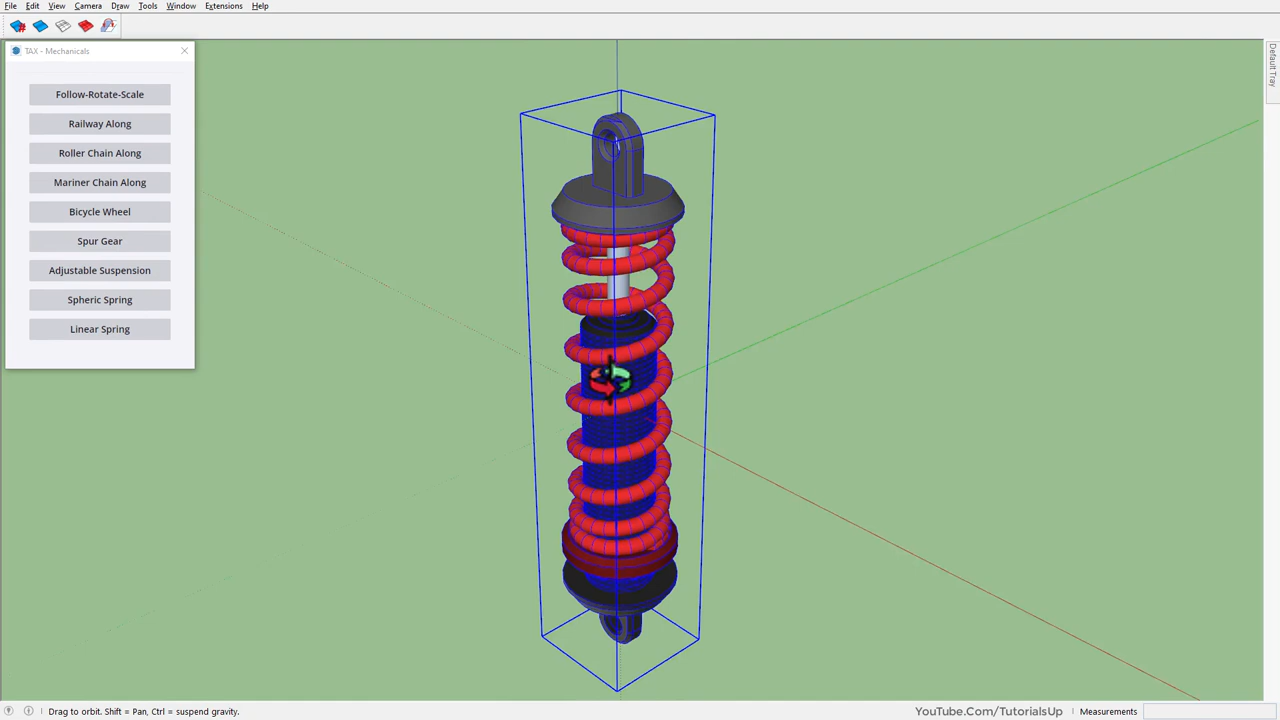 File Edit View Camera Draw Tools Window Extensions Help
TAX - Mechanicals
Follow-Rotate-Scale
Railway Along
Roller Chain Along
Mariner Chain Along
Bicycle Wheel
Spur Gear
Adjustable Suspension
Spheric Spring
Linear Spring
Default Tray
Drag to orbit. Shift = Pan, Ctrl = suspend gravity.
YouTube.Com/TutorialsUp
Measurements